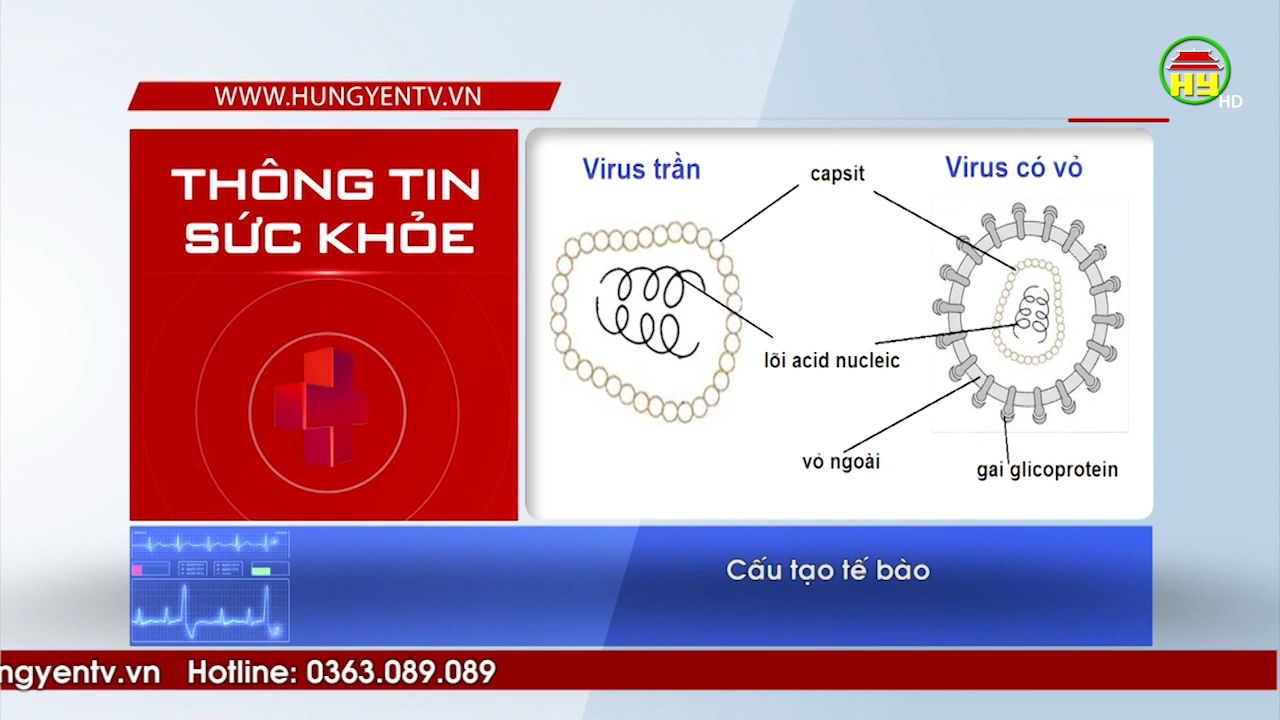 WWW.HUNGYENTV.VN
HY
HD
THÔNG TIN
SỨC KHỎE
Virus trần
capsit
Virus có vỏ
lõi acid nucleic
vỏ ngoài
gai glicoprotein
Cấu tạo tế bào
ngyentv.vn Hotline: 0363.089.089